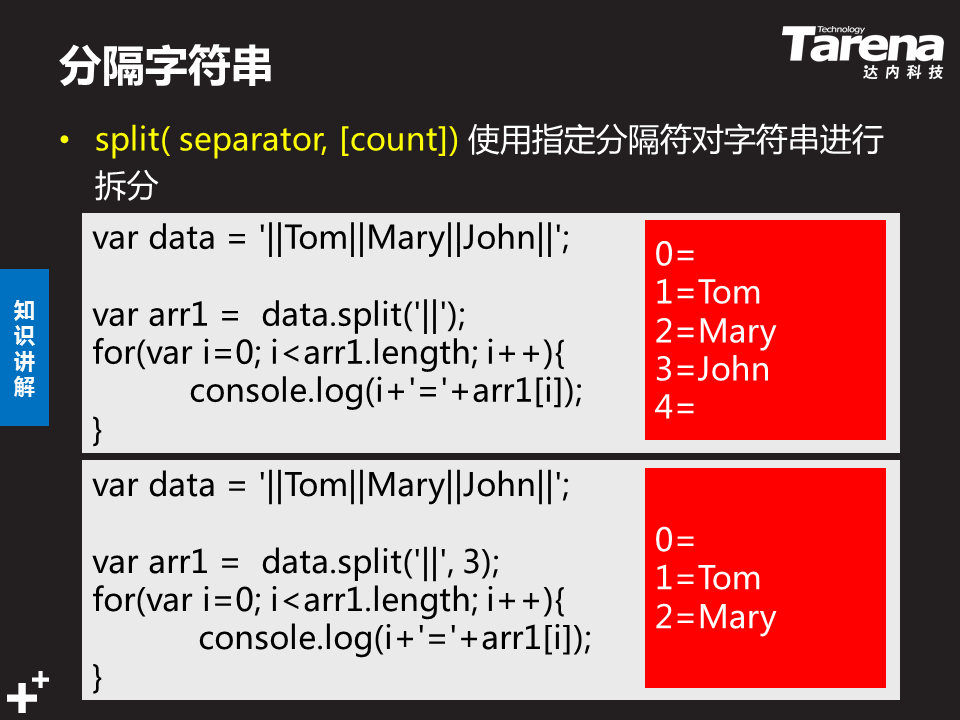 分隔字符串
Technology
Tarena
达内科技
• split( separator, [count]) 使用指定分隔符对字符串进行
拆分
var data = '||Tom||Mary||John||';
var arr1 =  data.split('||');
for(var i=0; i<arr1.length; i++){
console.log(i+'='+arr1[i]);
}
0=
1=Tom
2=Mary
3=John
4=
知
识
讲
解
var data = '||Tom||Mary||John||';
var arr1 =  data.split('||', 3);
for(var i=0; i<arr1.length; i++){
console.log(i+'='+arr1[i]);
}
0=
1=Tom
2=Mary